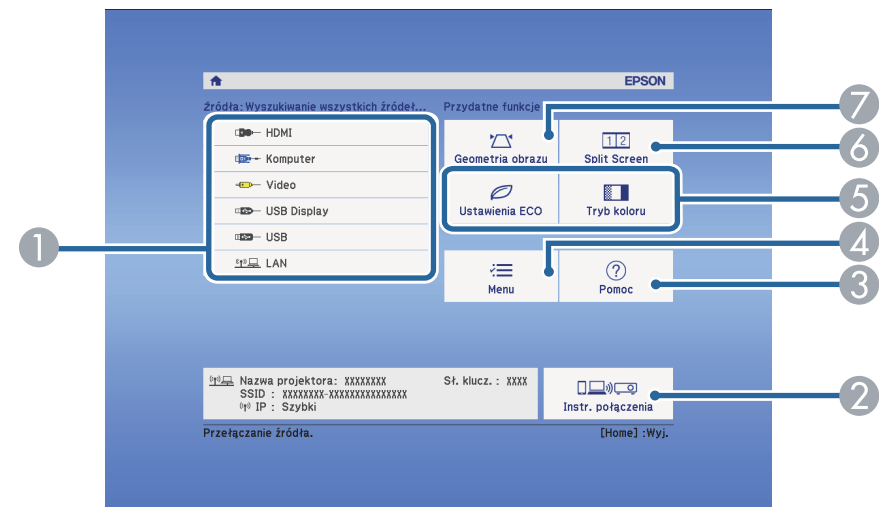 EPSON
Źródła: Wyszukiwanie wszystkich źródeł...
Przydatne funkcje
HDMI
Komputer
Video
USB Display
USB
LAN
Geometria obrazu
1 2
Split Screen
Ustawienia ECO
Tryb koloru
Menu
?
Pomoc
Nazwa projektora: XXXXXXXX
Sł. klucz. : XXXX
SSID : XXXXXXXX-XXXXXXXXXXXXXXX
IP : Szybki
Instr. połączenia
Przełączanie źródła.
[Home] :Wyj.
1
7
6
5
4
3
2